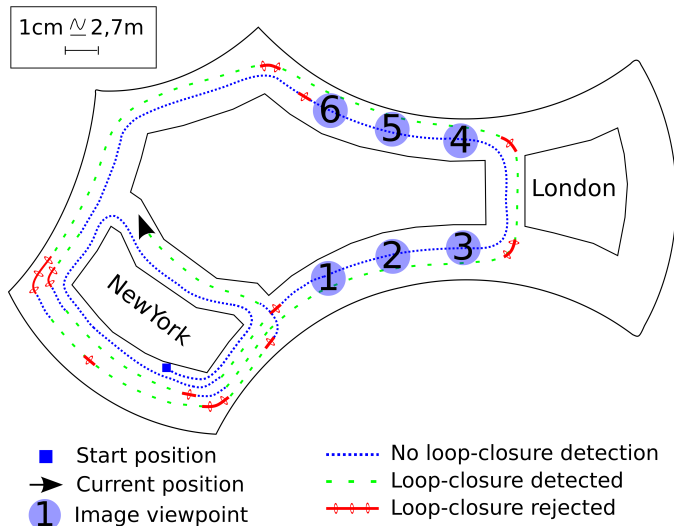 1cm ≃ 2,7m
6
5
4
London
3
2
1
NewYork
Start position
Current position
1 Image viewpoint
No loop-closure detection
Loop-closure detected
Loop-closure rejected